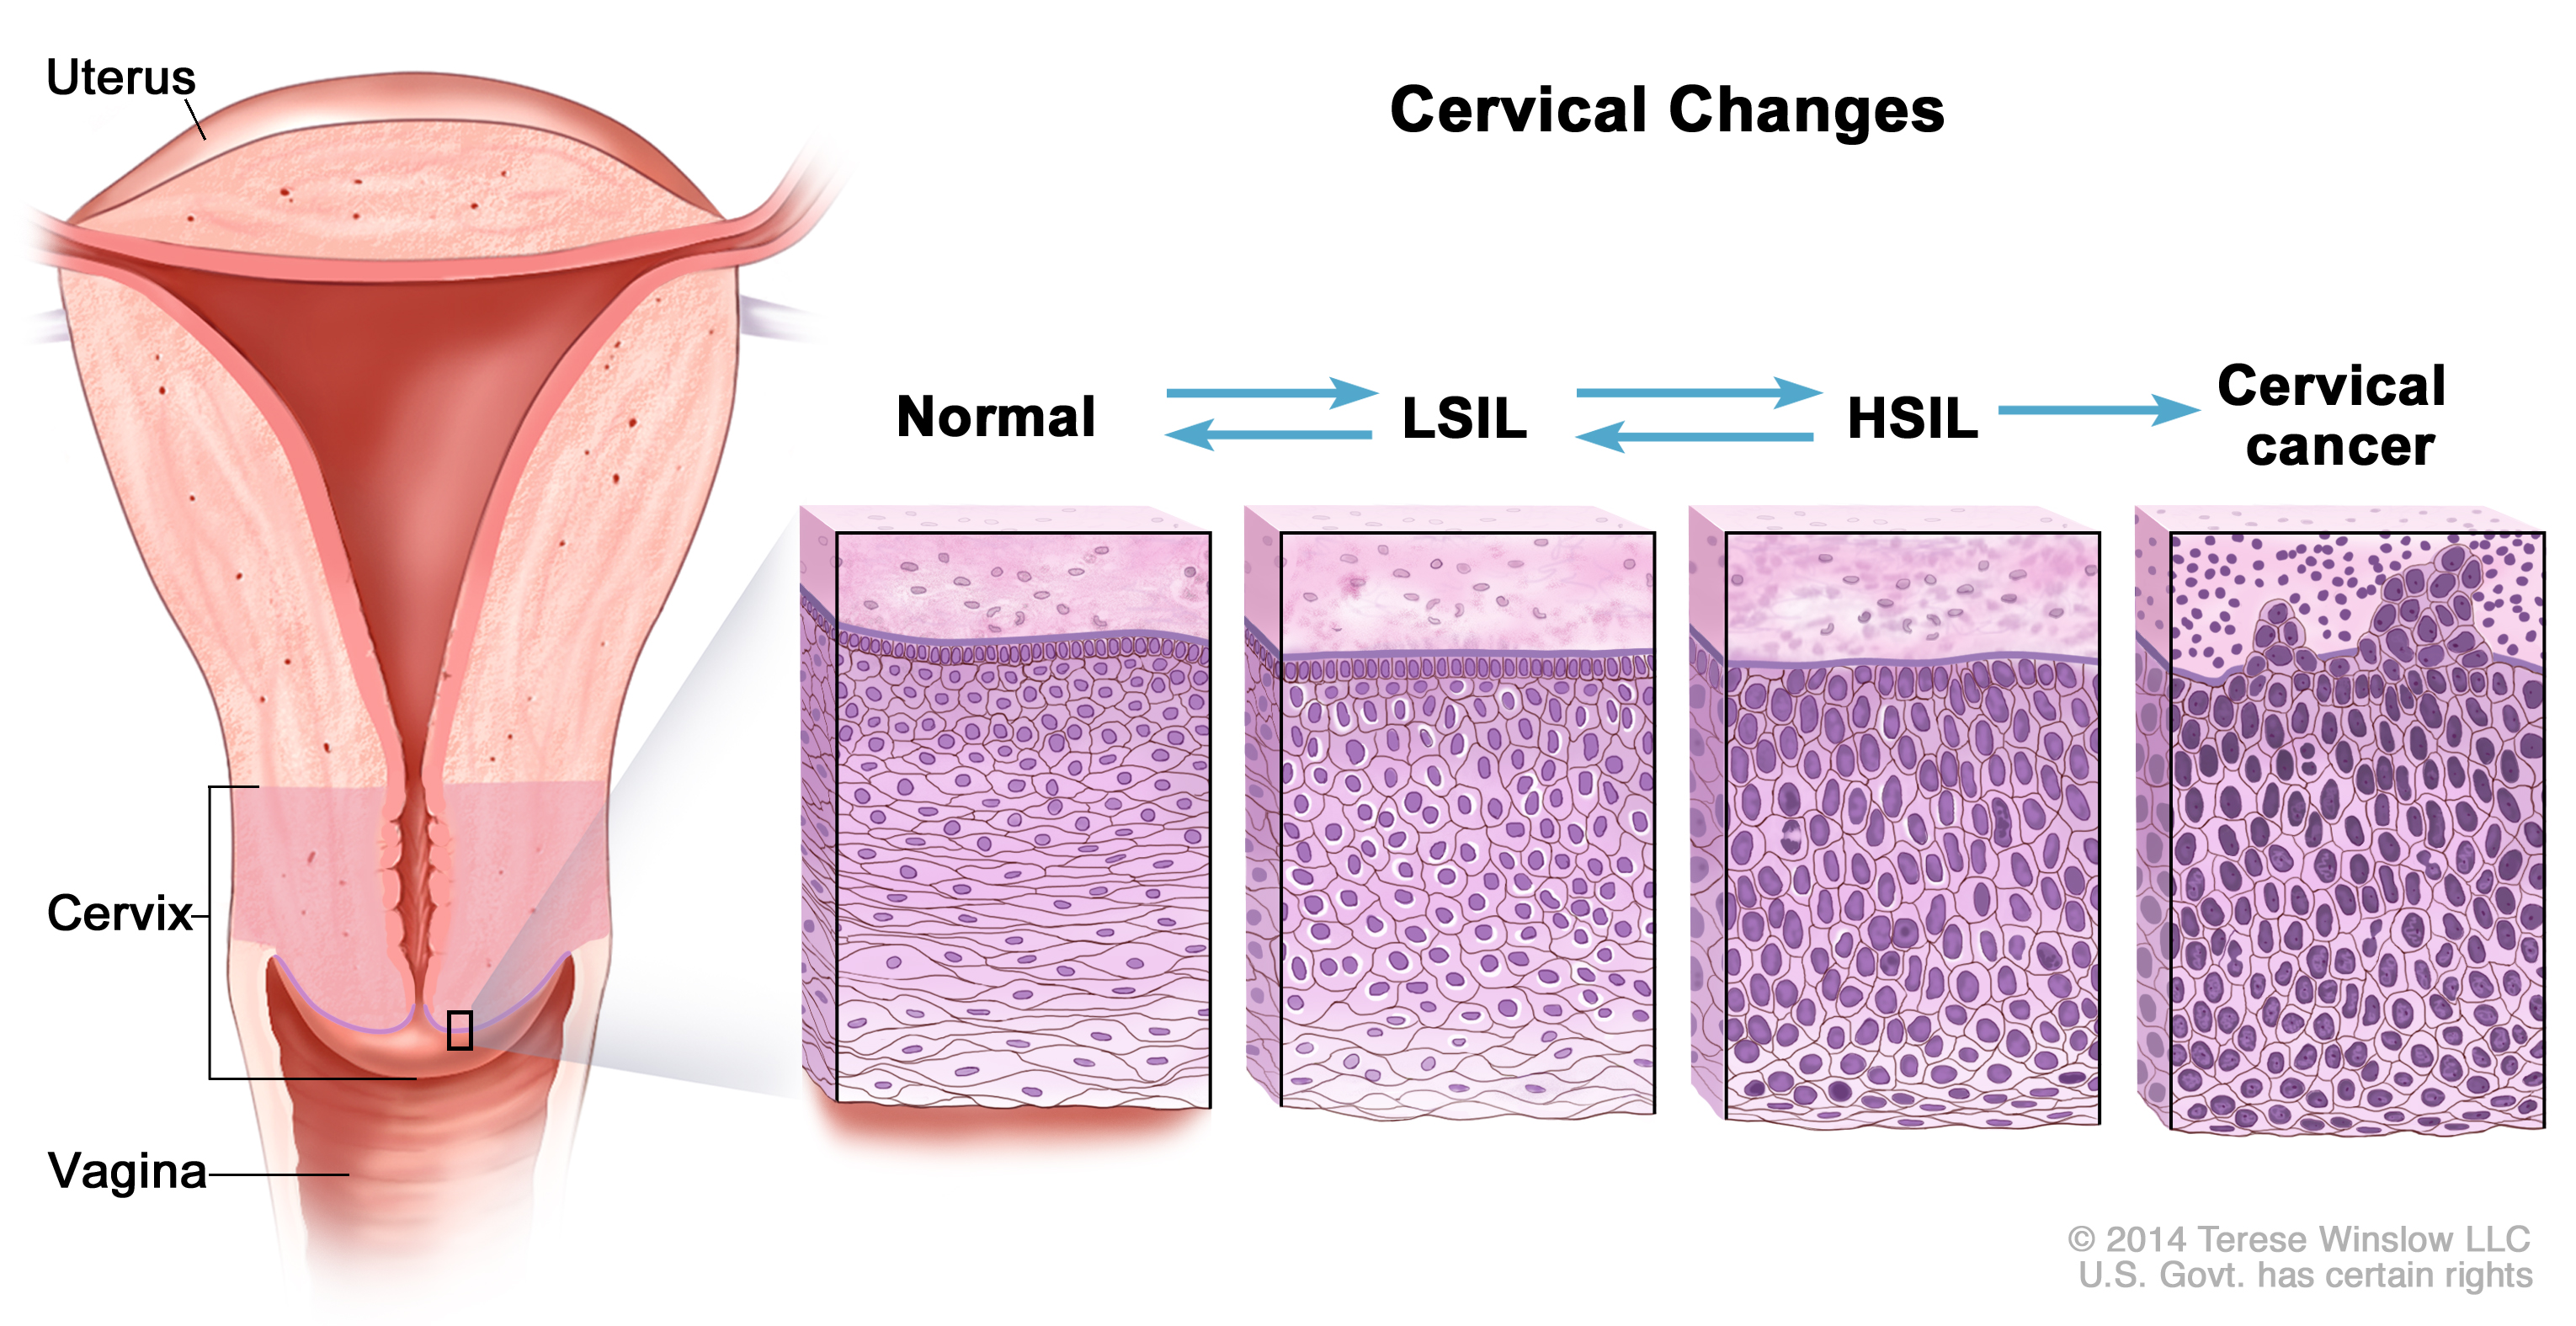 Uterus
Cervical Changes
Normal
LSIL
HSIL
Cervical
cancer
Cervix
Vagina
© 2014 Terese Winslow LLC
U.S. Govt. has certain rights